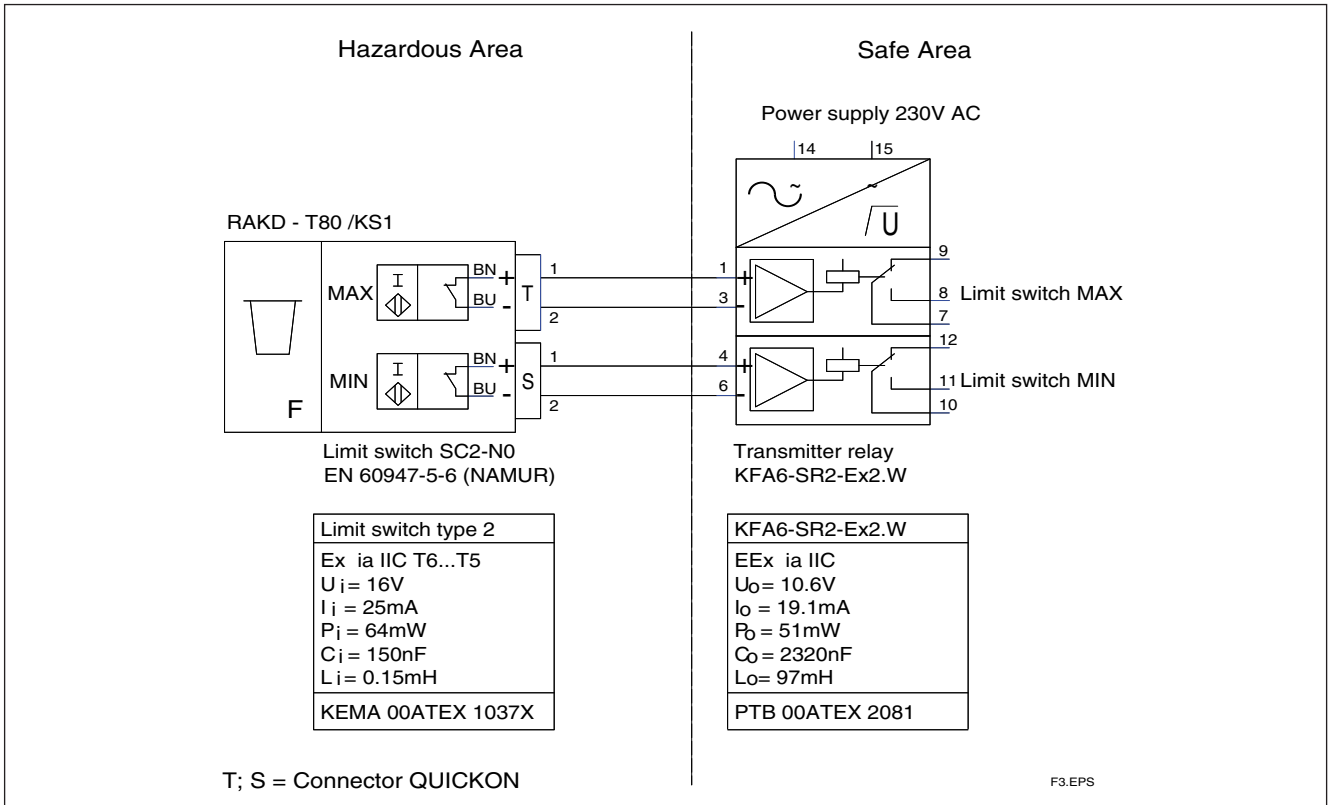 Hazardous Area
Safe Area
Power supply 230V AC
14
15
~
~
U
RAKD - T80 /KS1
MAX
I
BN
+
BU
-
T
1
2
MIN
I
BN
+
BU
-
S
1
2
F
1
+
3
-
9
8
Limit switch MAX
7
4
+
6
-
12
11
Limit switch MIN
10
Limit switch SC2-N0
EN 60947-5-6 (NAMUR)
Transmitter relay
KFA6-SR2-Ex2.W
Limit switch type 2
Ex ia IIC T6...T5
Ui= 16V
Ii = 25mA
Pi= 64mW
Ci= 150nF
Li= 0.15mH
KEMA 00ATEX 1037X
KFA6-SR2-Ex2.W
EEx ia IIC
Uo= 10.6V
Io = 19.1mA
Po = 51mW
Co= 2320nF
Lo= 97mH
PTB 00ATEX 2081
T; S = Connector QUICKON
F3.EPS